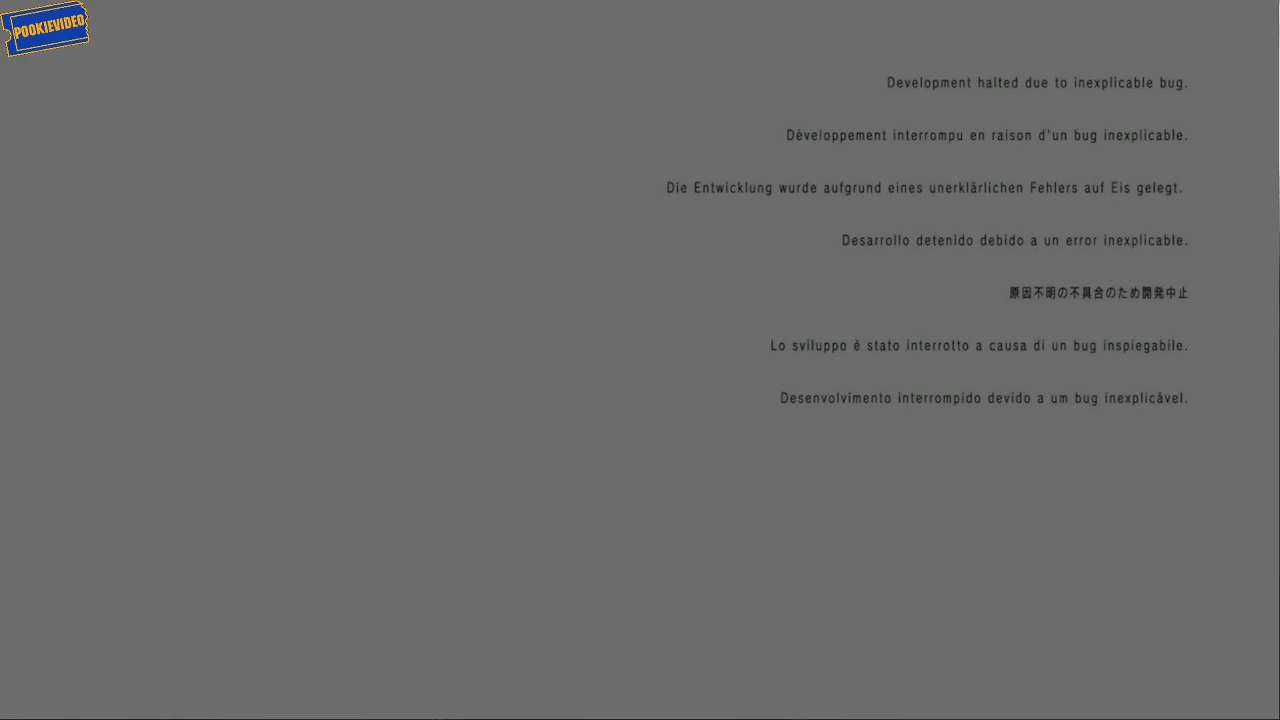 POOKIEVIDEO
Development halted due to inexplicable bug.
Développement interrompu en raison d'un bug inexplicable.
Die Entwicklung wurde aufgrund eines unerklärlichen Fehlers auf Eis gelegt.
Desarrollo detenido debido a un error inexplicable.
原因不明の不具合のため開発中止
Lo sviluppo è stato interrotto a causa di un bug inspiegabile.
Desenvolvimento interrompido devido a um bug inexplicável.